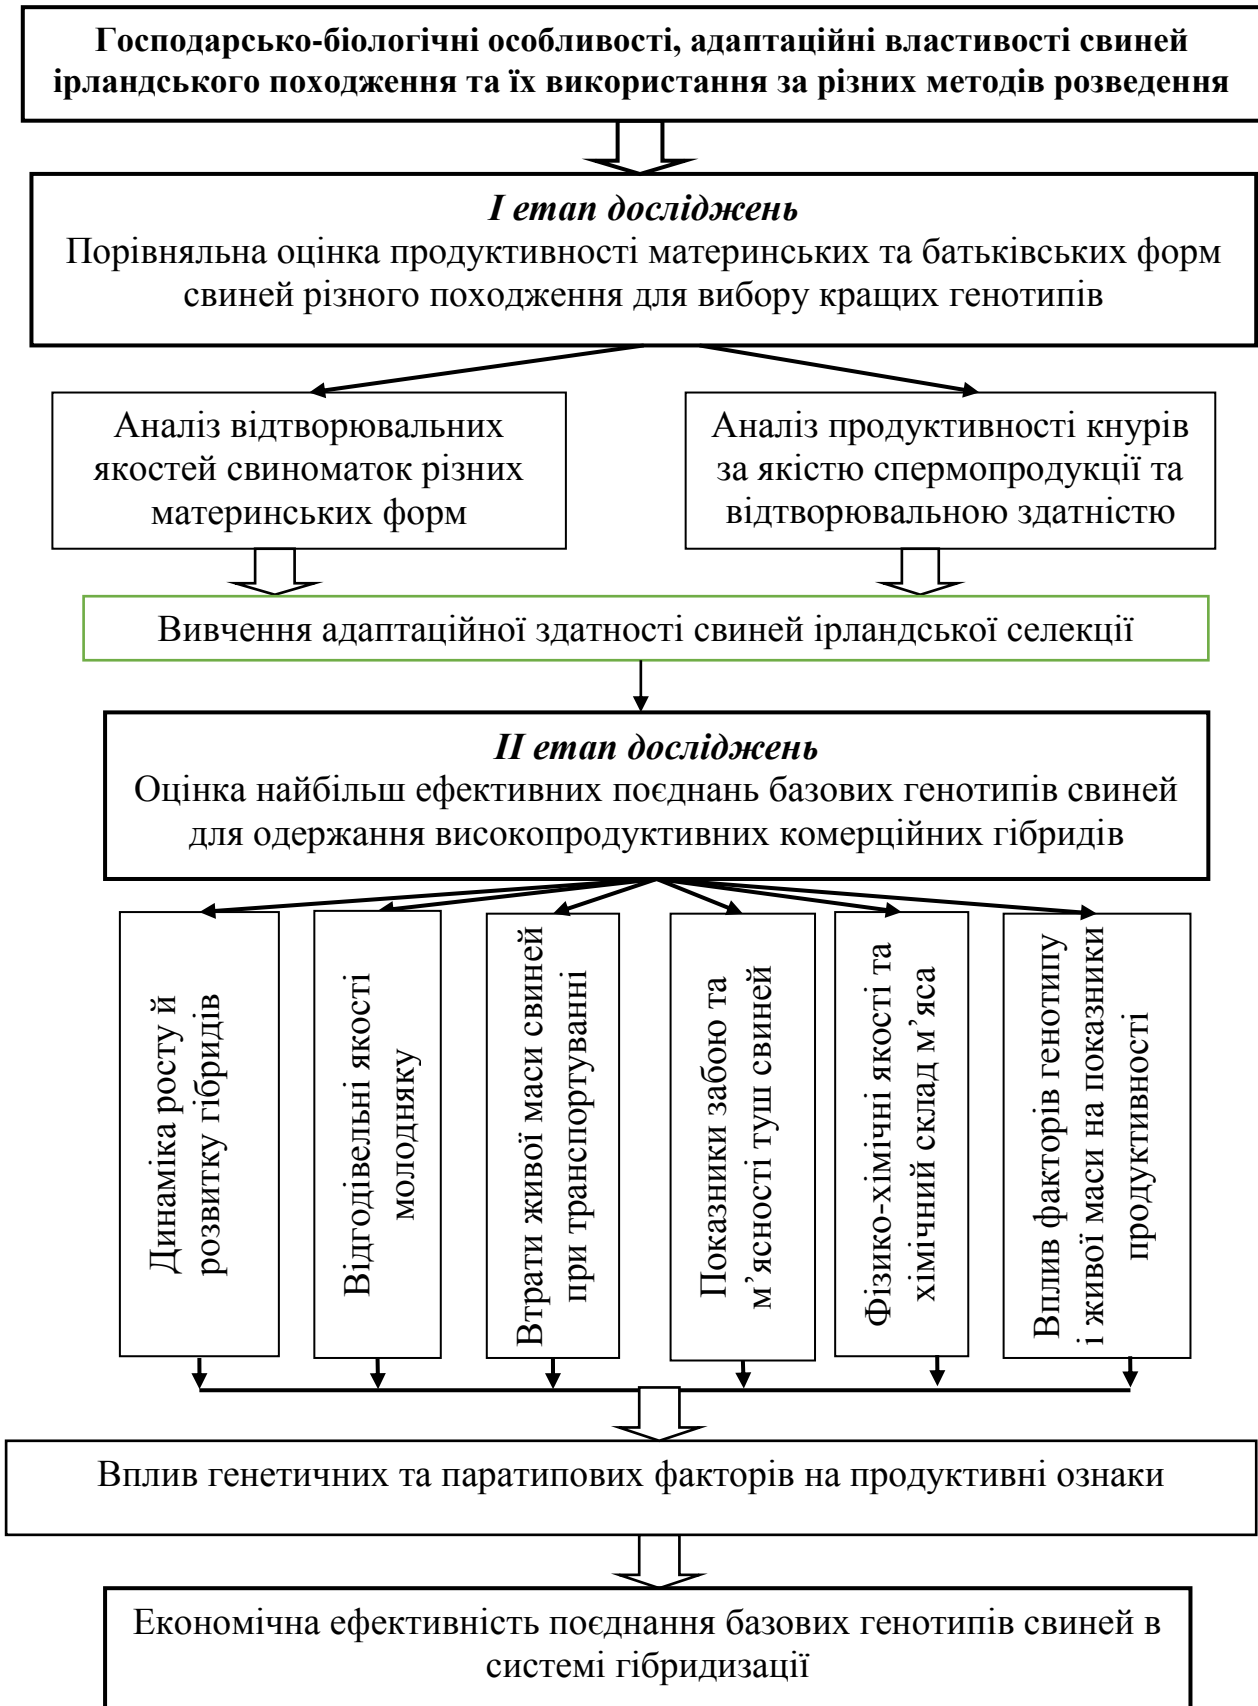 Господарсько-біологічні особливості, адаптаційні властивості свиней
ірландського походження та їх використання за різних методів розведення
I етап досліджень
Порівняльна оцінка продуктивності материнських та батьківських форм
свиней різного походження для вибору кращих генотипів
Аналіз відтворювальних
якостей свиноматок різних
материнських форм
Аналіз продуктивності кнурів
за якістю спермопродукції та
відтворювальною здатністю
Вивчення адаптаційної здатності свиней ірландської селекції
II етап досліджень
Оцінка найбільш ефективних поєднань базових генотипів свиней
для одержання високопродуктивних комерційних гібридів
Динаміка росту й
розвитку гібридів
Відгодівельні якості
молодняку
Втрати живої маси свиней
при транспортуванні
Показники забою та
м’ясності туш свиней
Фізико-хімічні якості та
хімічний склад м’яса
Вплив факторів генотипу
і живої маси на показники
продуктивності
Вплив генетичних та паратипових факторів на продуктивні ознаки
Економічна ефективність поєднання базових генотипів свиней в
системі гібридизації